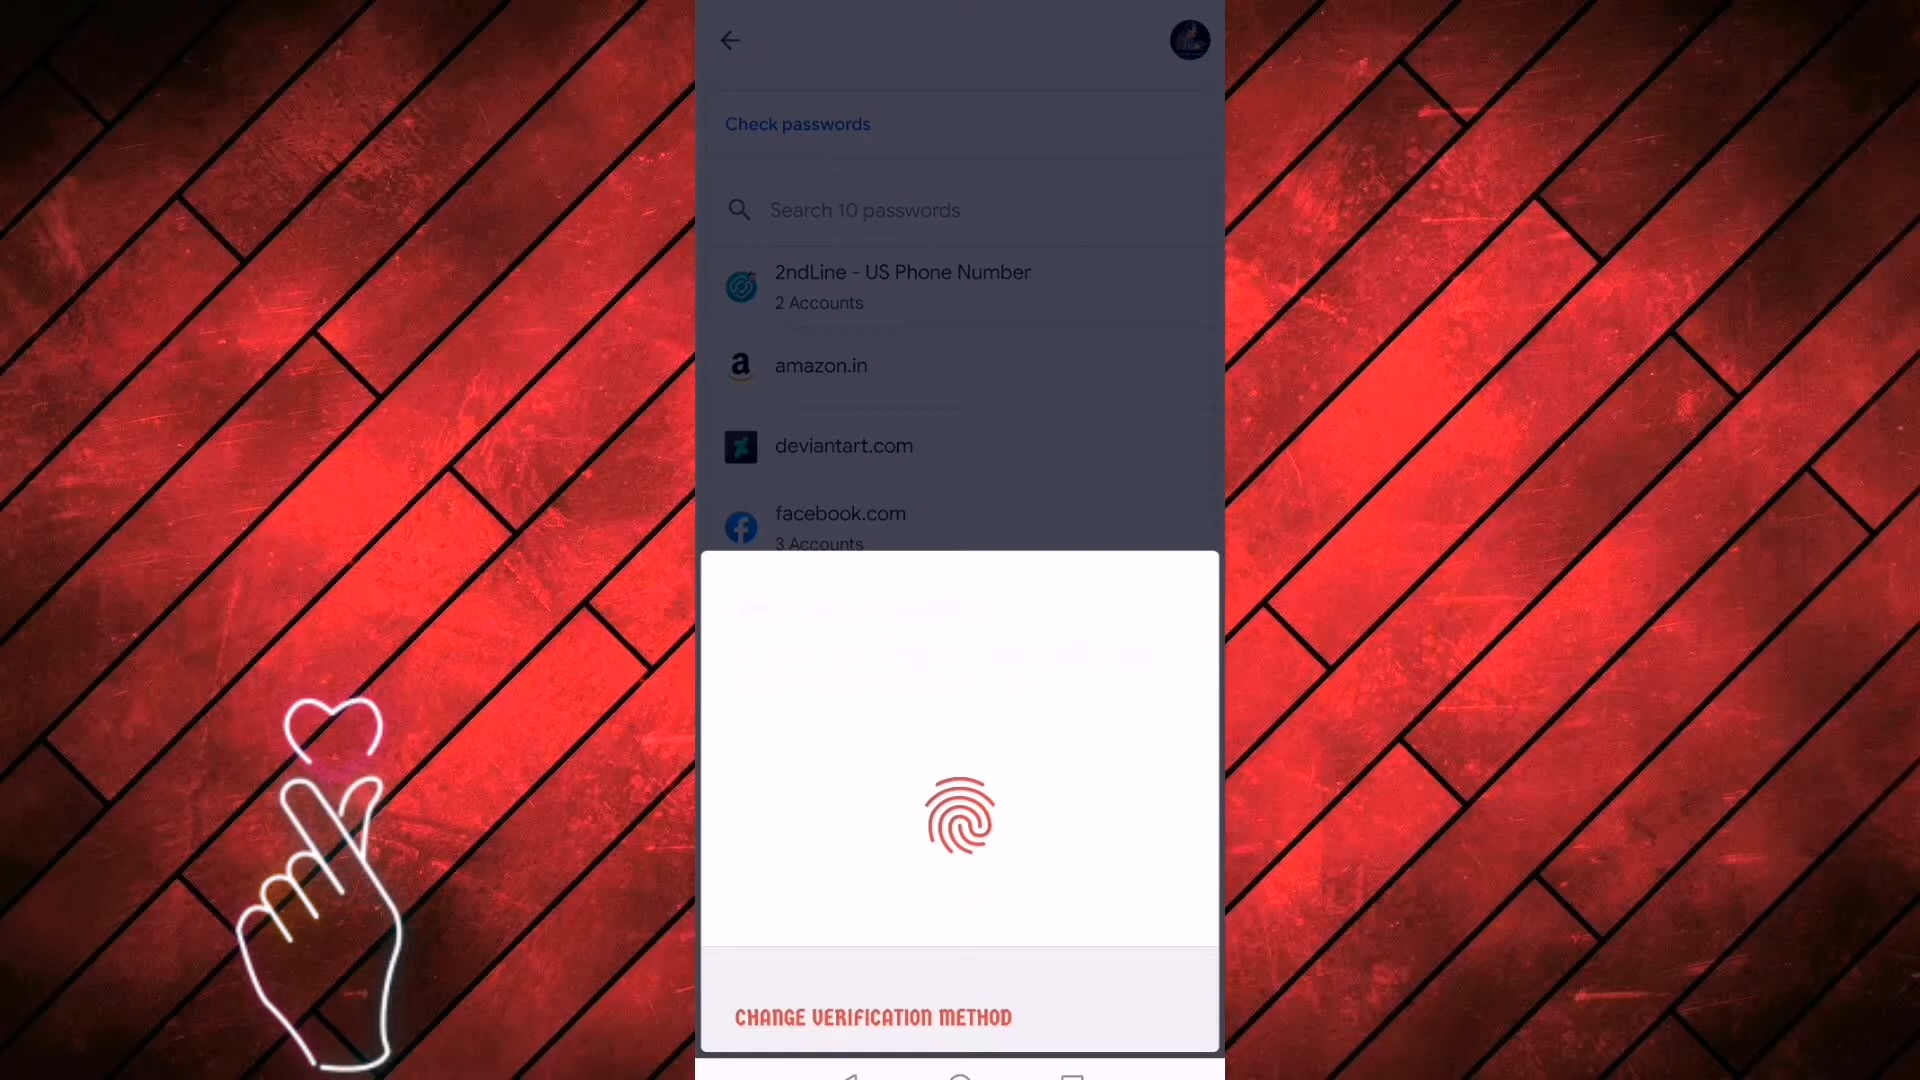 Check passwords
Search 10 passwords
2ndLine - US Phone Number
2 Accounts
amazon.in
deviantart.com
facebook.com
3 Accounts
CHANGE VERIFICATION METHOD